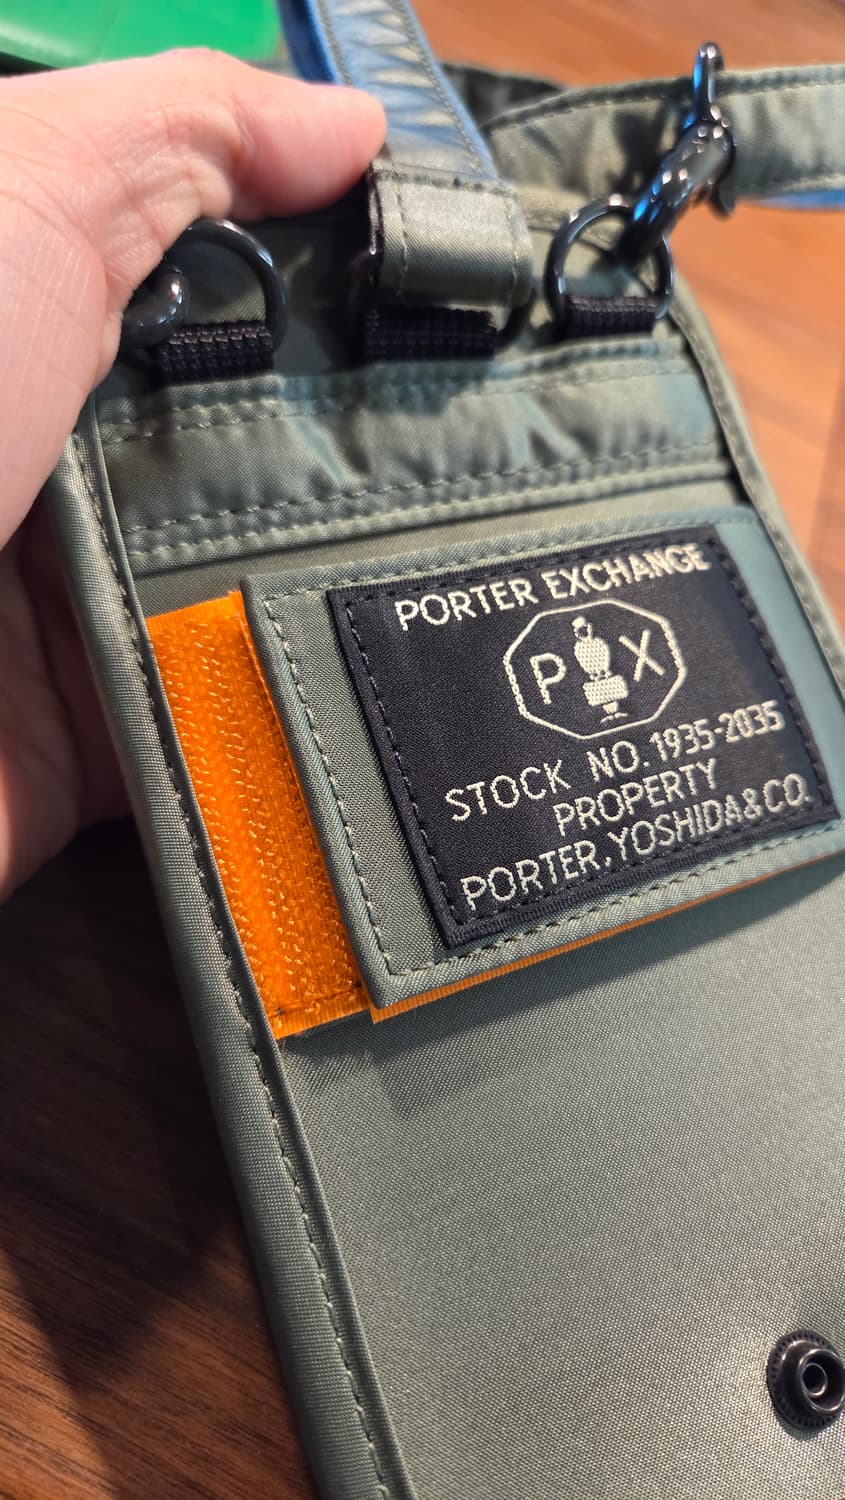 PORTER EXCHANGE
P X
STOCK NO. 1935-2035
PROPERTY
PORTER, YOSHIDA & CO.